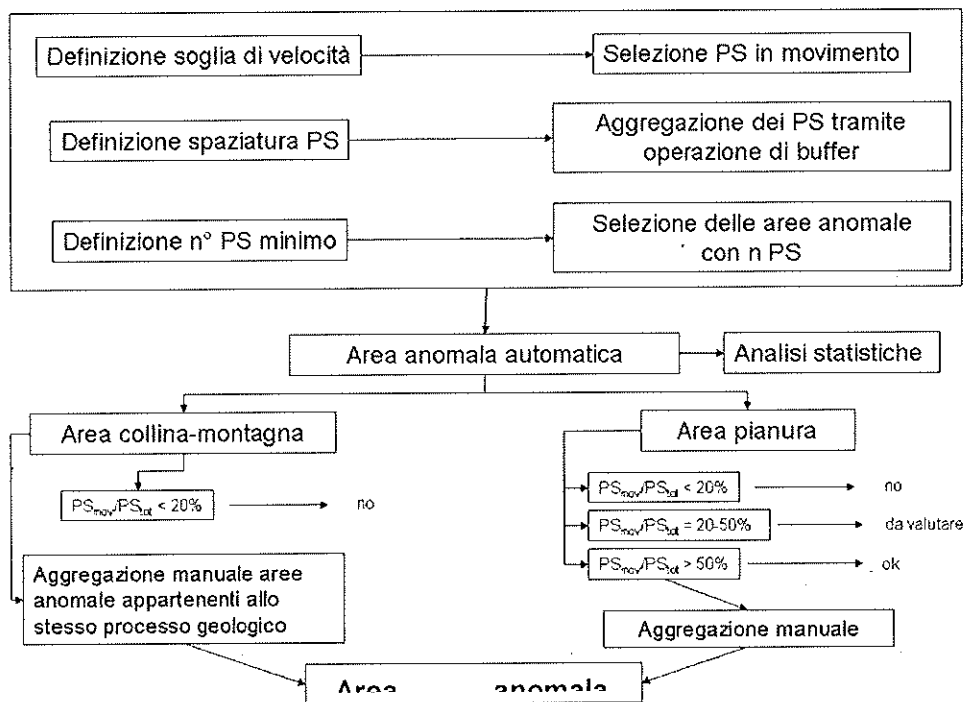 Definizione soglia di velocità
Selezione PS in movimento
Definizione spaziatura PS
Aggregazione dei PS tramite
operazione di buffer
Definizione n° PS minimo
Selezione delle aree anomale
con n PS
Area anomala automatica
Analisi statistiche
Area collina-montagna
Area pianura
PSmov/PStot < 20%
no
PSmov/PStot < 20%
no
PSmov/PStot = 20-50%
da valutare
PSmov/PStot > 50%
ok
Aggregazione manuale aree
anomale appartenenti allo
stesso processo geologico
Aggregazione manuale
Area anomala